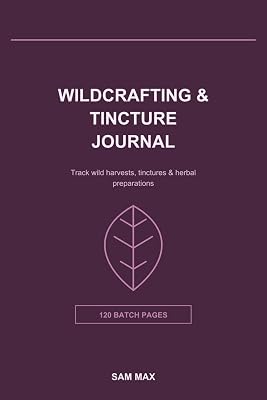 WILDCRAFTING &
TINCTURE
JOURNAL
Track wild harvests, tinctures & herbal
preparations
120 BATCH PAGES
SAM MAX